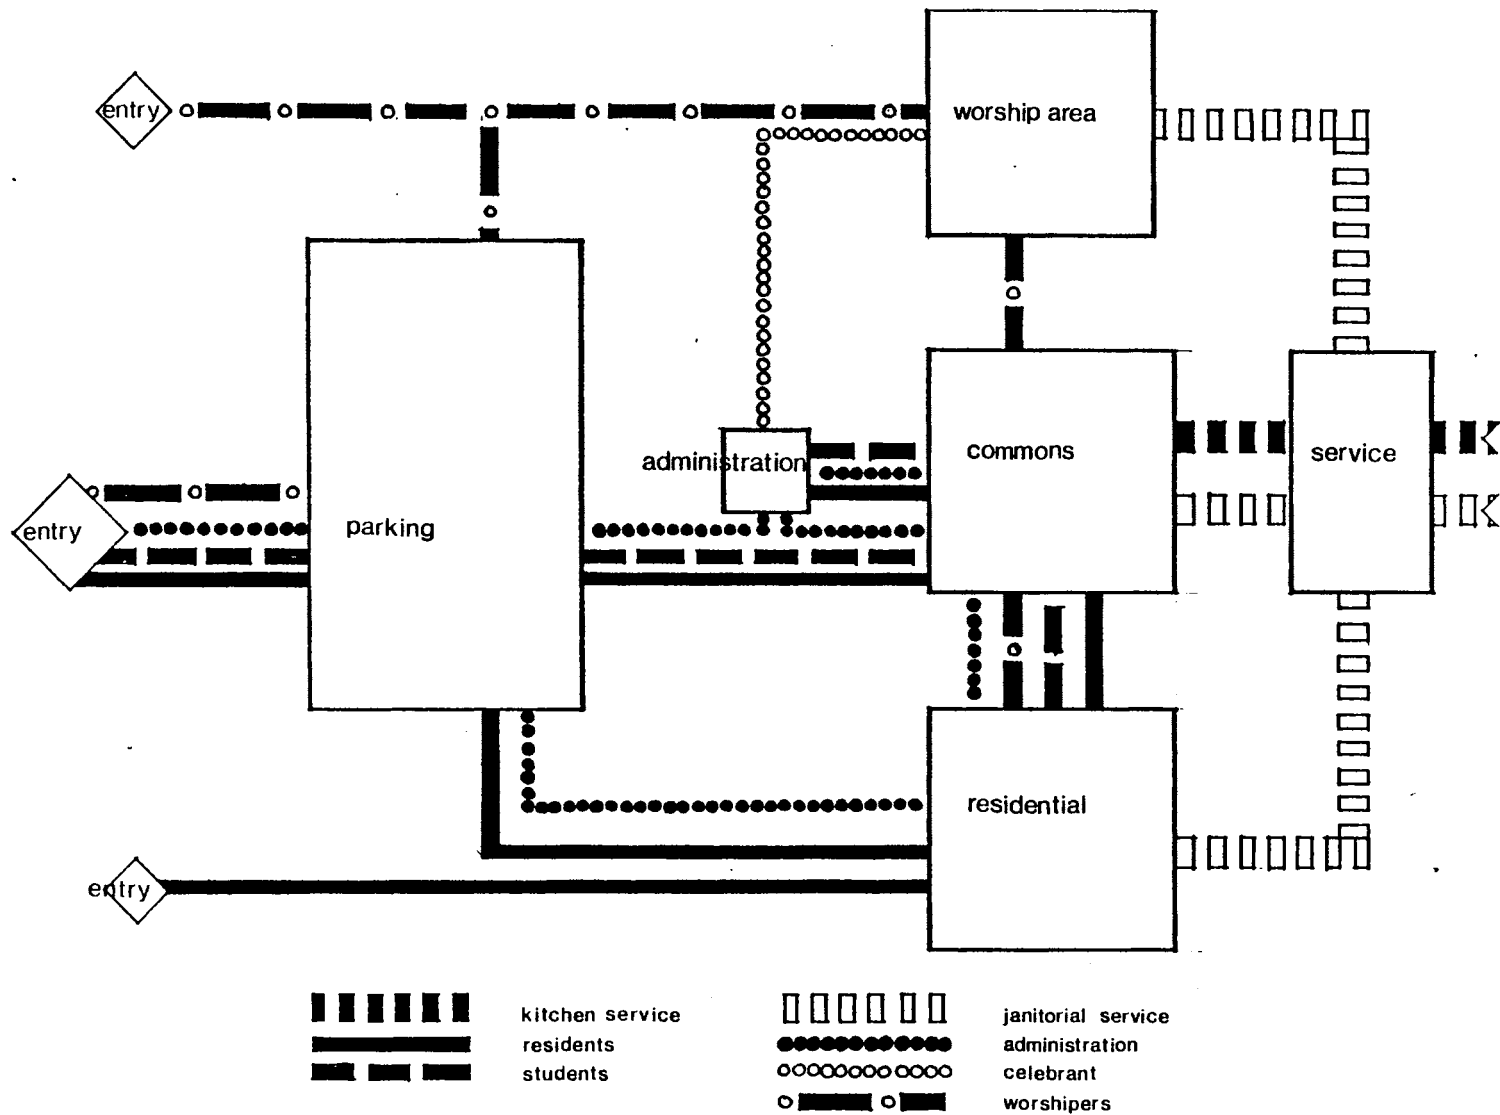 entry
worship area
administration
commons
service
entry
parking
residential
entry
kitchen service
residents
students
janitorial service
administration
celebrant
worshipers